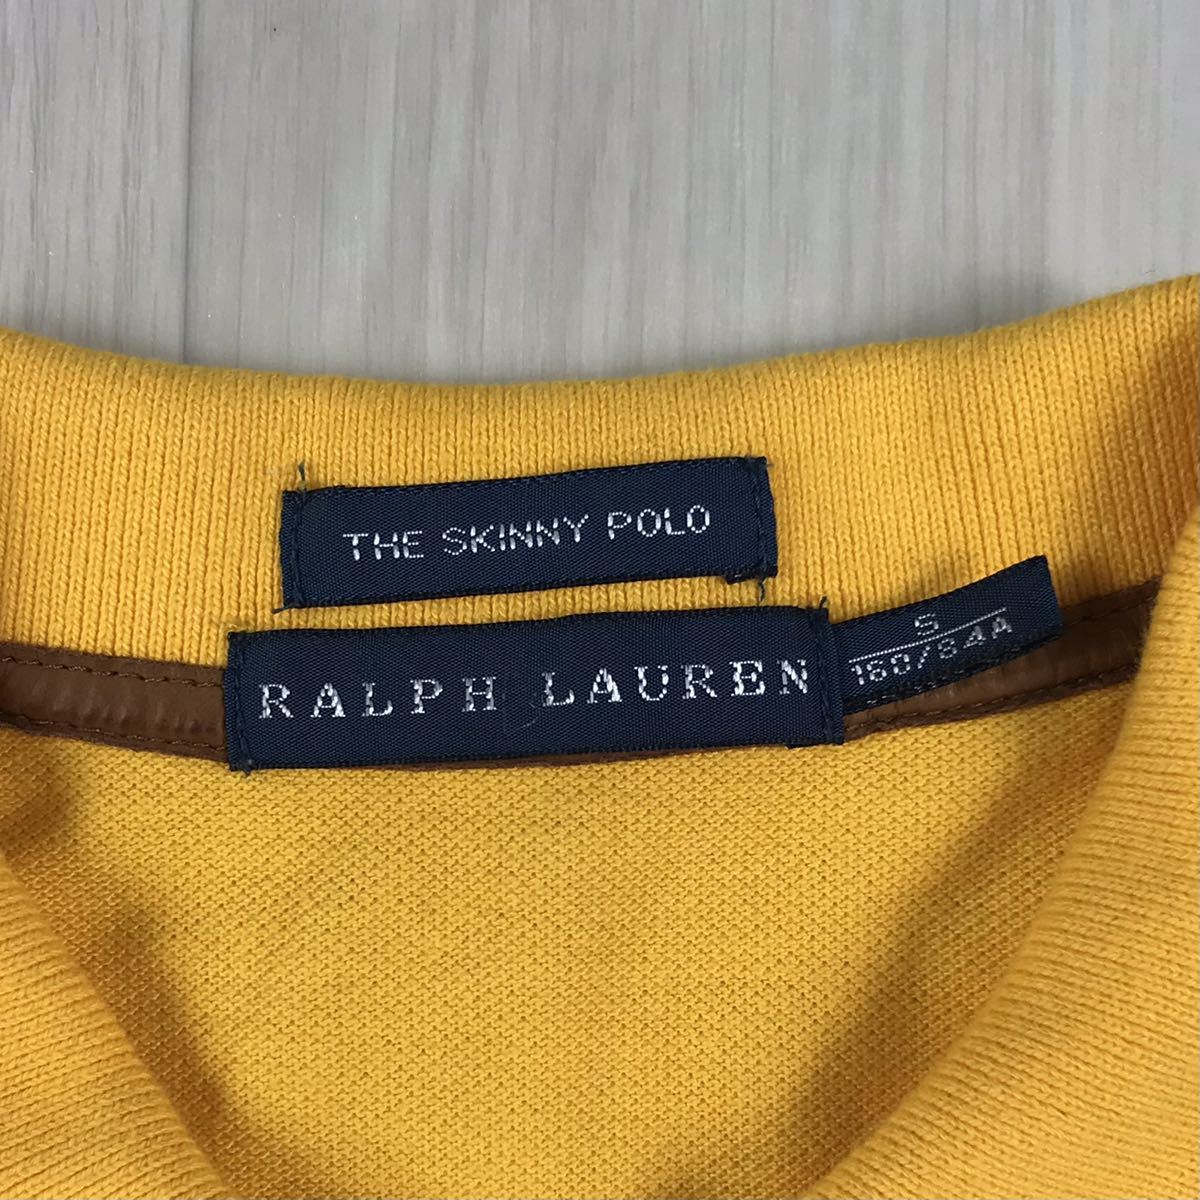 THE SKINNY POLO
RALPH LAUREN
S
160/84A